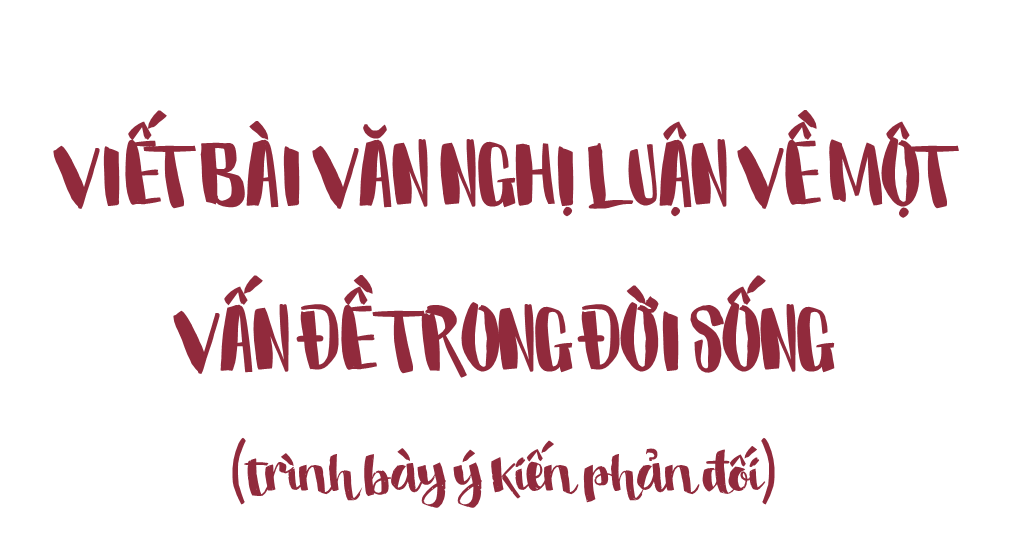 VIẾT BÀI VĂN NGHỊ LUẬN VỀ MỘT
VẤN ĐỀ TRONG ĐỜI SỐNG
(trình bày ý kiến phản đối)